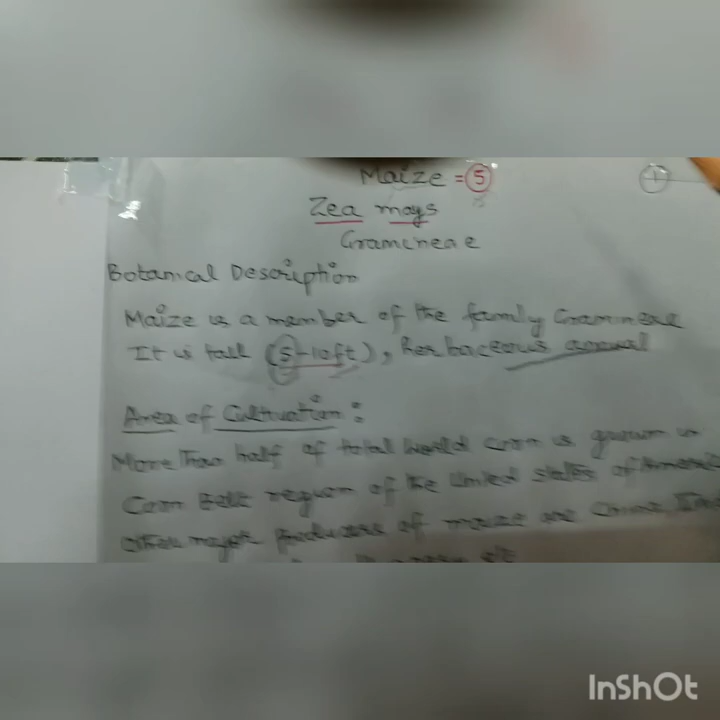 Maize = 5
+
Zea mays
Gramineae
Botanical Description
Maize is a member of the family Gramineae
It is tall (5-10ft), herbaceous annual
Area of Cultivation :
More than half of total world corn is grown in
Corn Belt region of the United states of America
other major producers of maize are China,
InShOt